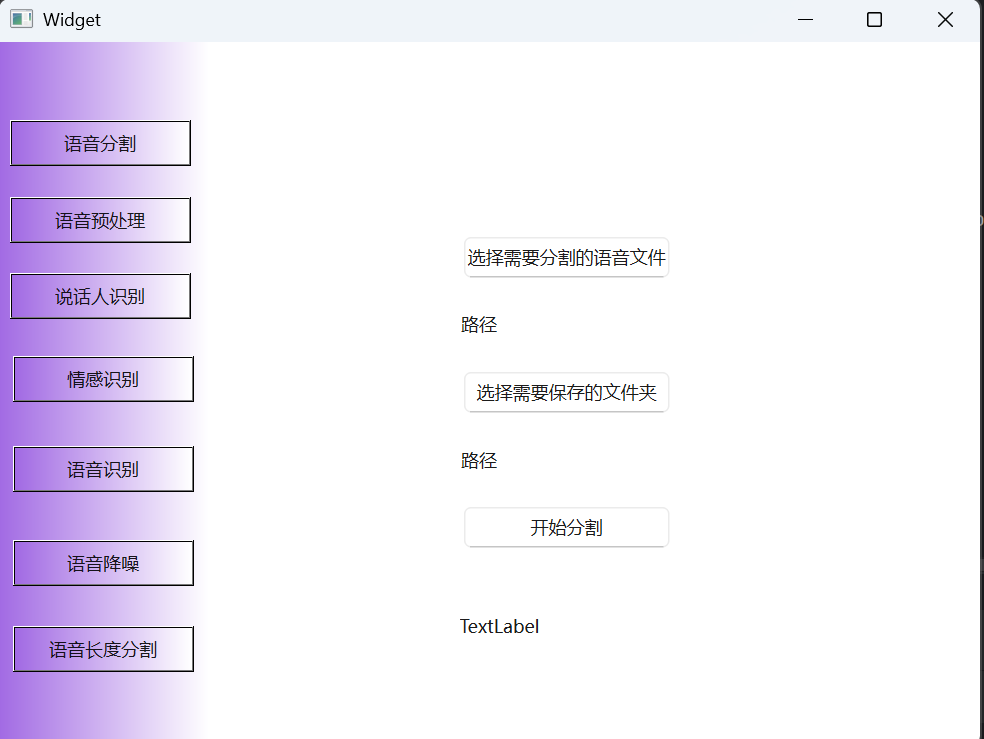 Widget
语音分割
语音预处理
说话人识别
情感识别
语音识别
语音降噪
语音长度分割
选择需要分割的语音文件
路径
选择需要保存的文件夹
路径
开始分割
TextLabel